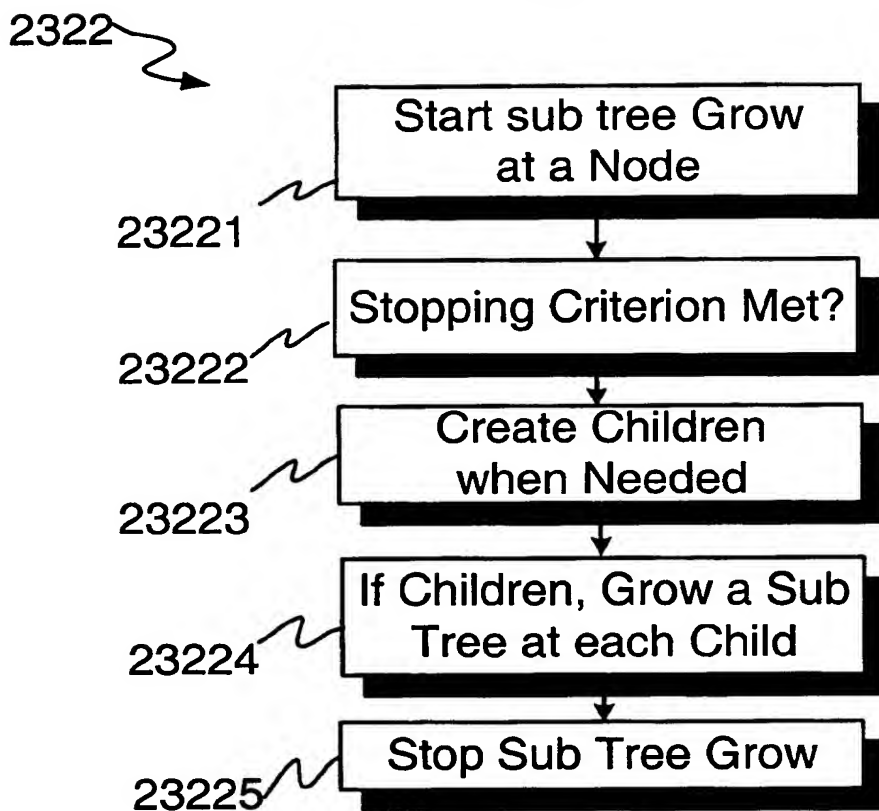 2322
Start sub tree Grow
at a Node
23221
Stopping Criterion Met?
23222
Create Children
when Needed
23223
If Children, Grow a Sub
Tree at each Child
23224
Stop Sub Tree Grow
23225